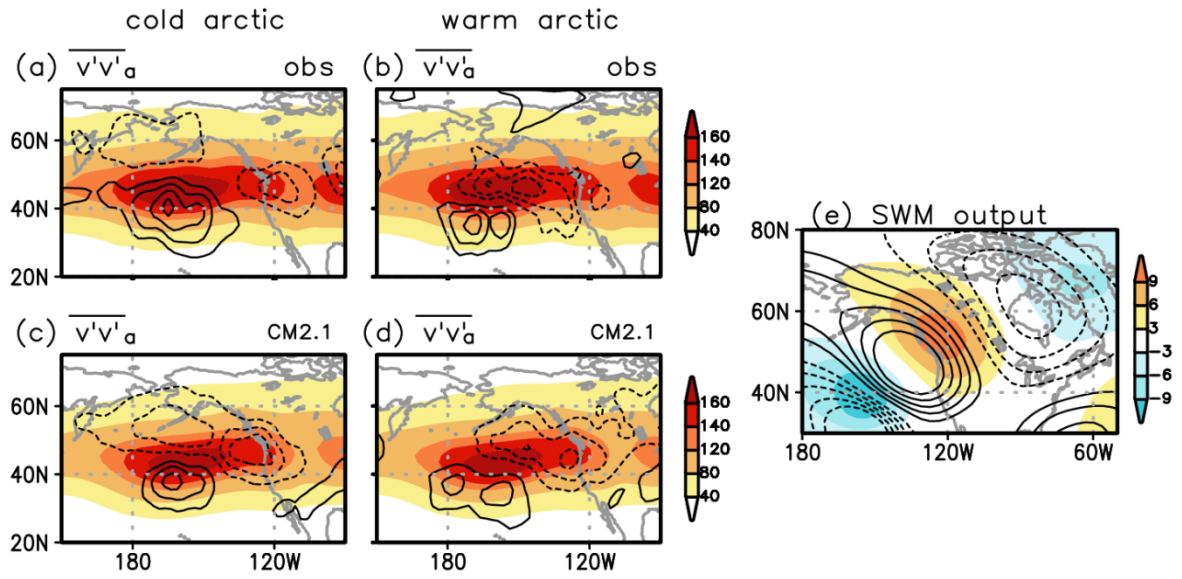 cold arctic
warm arctic
(a) v'v'a obs
(b) v'v'a obs
60N
40N
20N
160
140
120
80
40
(c) v'v'a CM2.1
(d) v'v'a CM2.1
60N
40N
20N
180
120W
180
120W
160
140
120
80
40
(e) SWM output
80N
60N
40N
180
120W
60W
9
6
3
-3
-6
-9